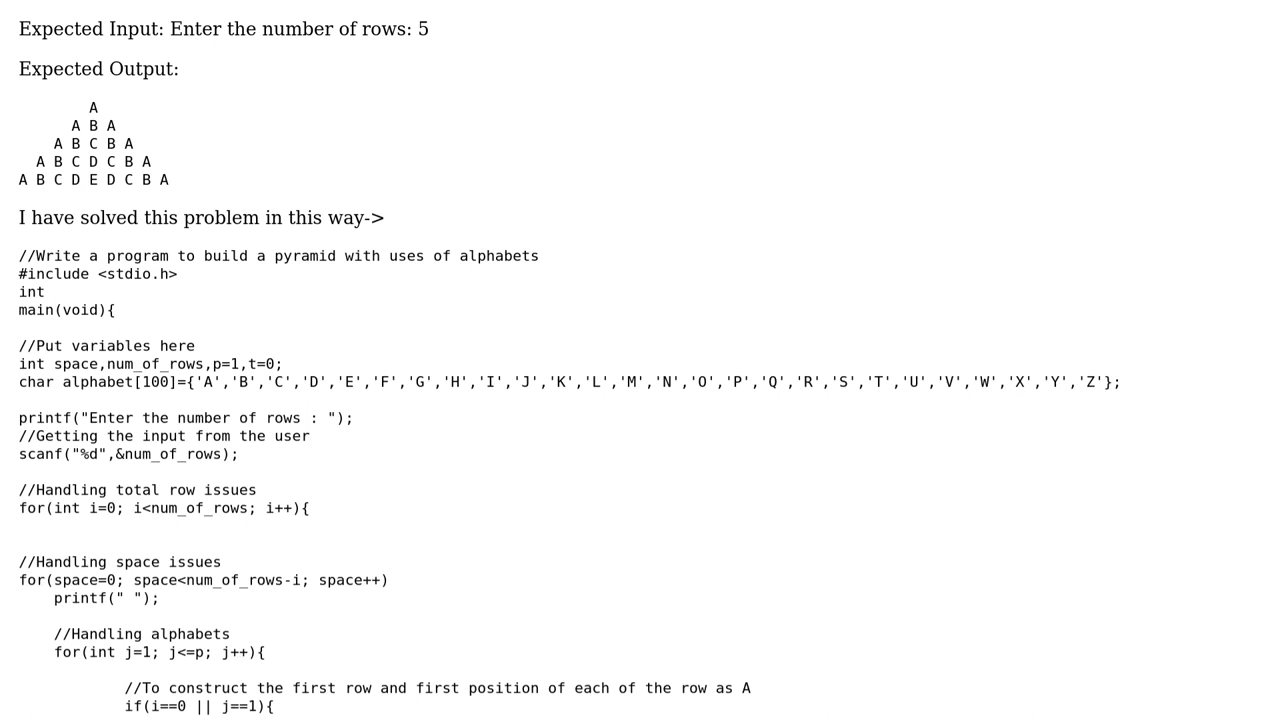 Expected Input: Enter the number of rows: 5
Expected Output:
        A
      A B A
    A B C B A
  A B C D C B A
A B C D E D C B A
I have solved this problem in this way->
//Write a program to build a pyramid with uses of alphabets
#include <stdio.h>
int
main(void){
//Put variables here
int space,num_of_rows,p=1,t=0;
char alphabet[100]={'A','B','C','D','E','F','G','H','I','J','K','L','M','N','O','P','Q','R','S','T','U','V','W','X','Y','Z'};
printf("Enter the number of rows : ");
//Getting the input from the user
scanf("%d",&num_of_rows);
//Handling total row issues
for(int i=0; i<num_of_rows; i++){
//Handling space issues
for(space=0; space<num_of_rows-i; space++)
    printf(" ");
    //Handling alphabets
    for(int j=1; j<=p; j++){
            //To construct the first row and first position of each of the row as A
            if(i==0 || j==1){